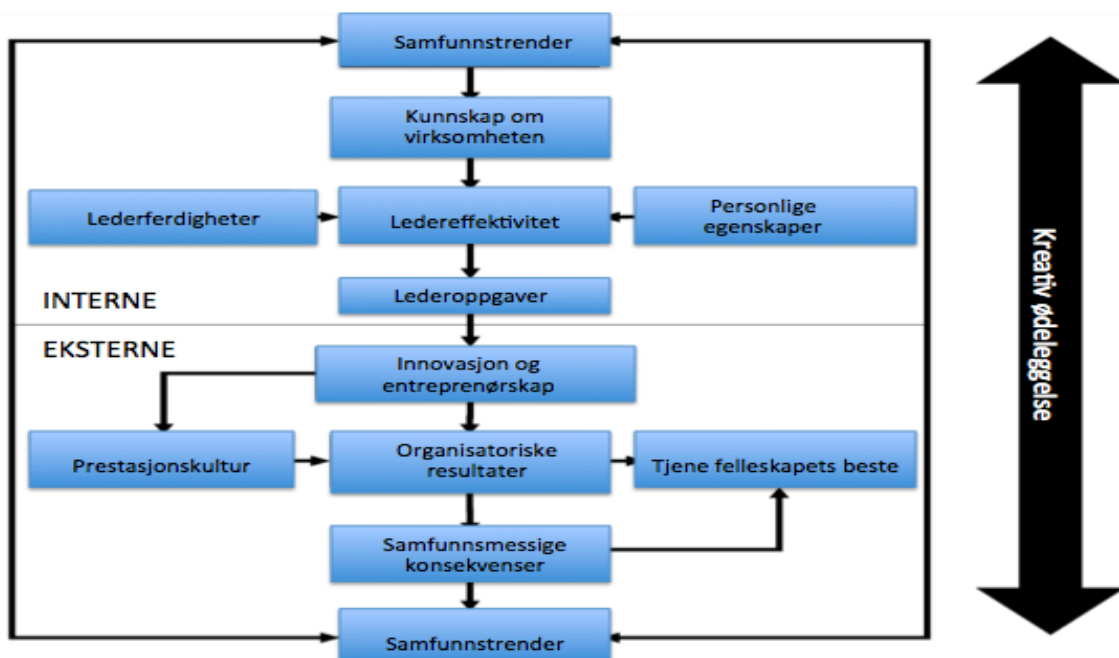 Samfunnstrender
Kunnskap om
virksomheten
Lederferdigheter
Ledereffektivitet
Personlige
egenskaper
Lederoppgaver
INTERNE
EKSTERNE
Innovasjon og
entreprenørskap
Prestasjonskultur
Organisatoriske
resultater
Tjene felleskapets beste
Samfunnsmessige
konsekvenser
Samfunnstrender
Kreativ ødeleggelse